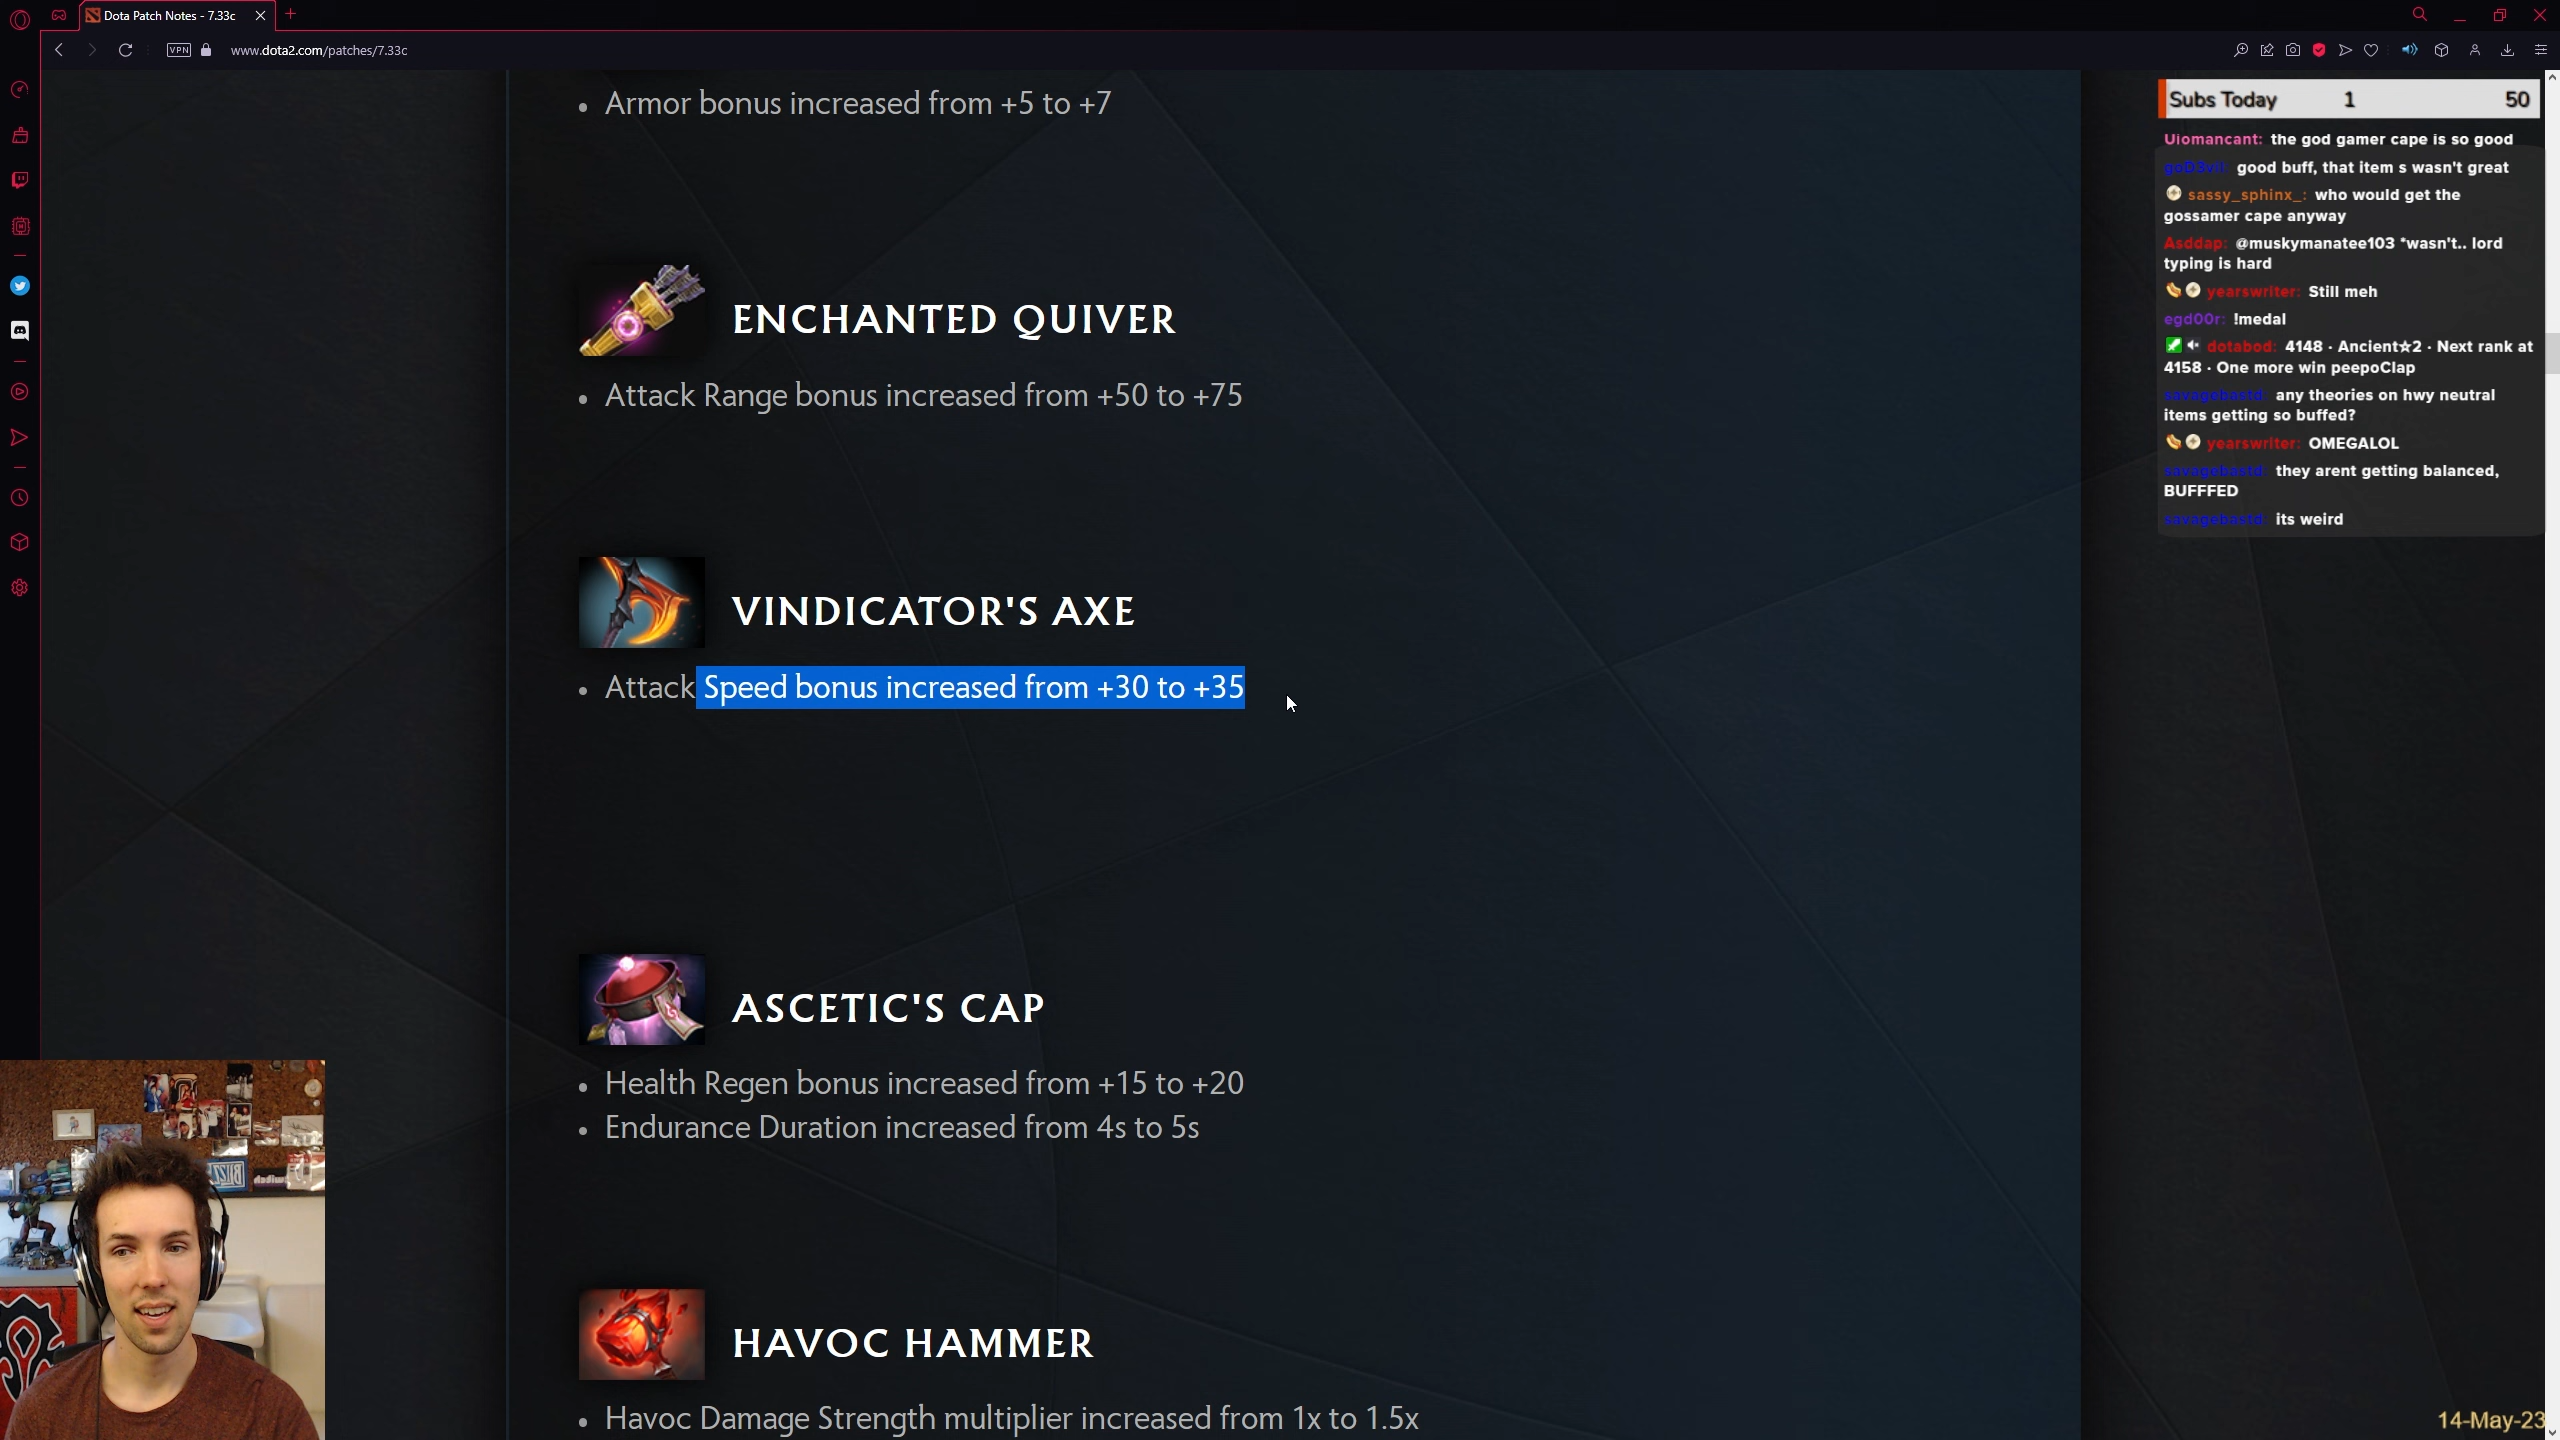 Dota Patch Notes - 7.33c
VPN
www.dota2.com/patches/7.33c
Armor bonus increased from +5 to +7
ENCHANTED QUIVER
Attack Range bonus increased from +50 to +75
VINDICATOR'S AXE
Attack Speed bonus increased from +30 to +35
ASCETIC'S CAP
Health Regen bonus increased from +15 to +20
Endurance Duration increased from 4s to 5s
HAVOC HAMMER
Havoc Damage Strength multiplier increased from 1x to 1.5x
Subs Today 1 50
Ulomancant: the god gamer cape is so good
goD3vil: good buff, that item s wasn't great
sassy_sphinx_: who would get the
gossamer cape anyway
Asddap: @muskymanatee103 *wasn't.. lord
typing is hard
yearswriter: Still meh
egd00r: !medal
dotabod: 4148 · Ancient☆2 · Next rank at
4158 · One more win peepoClap
savagebastd: any theories on hwy neutral
items getting so buffed?
yearswriter: OMEGALOL
savagebastd: they arent getting balanced,
BUFFFED
savagebastd: its weird
14-May-23